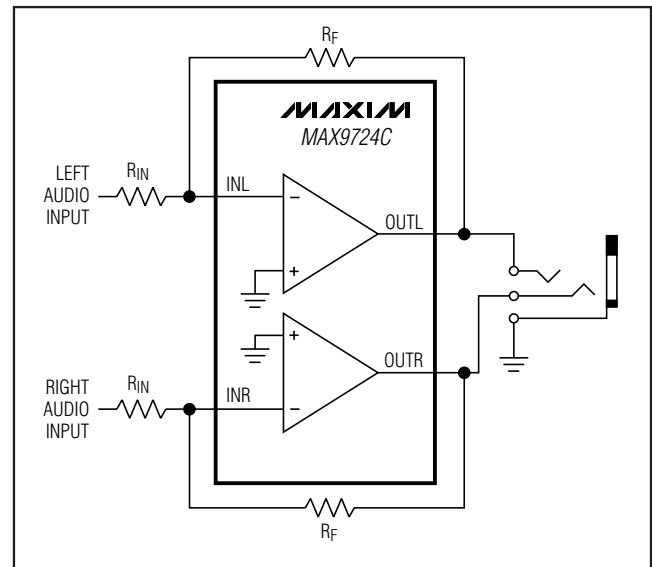 RF
MAXIM
MAX9724C
LEFT
AUDIO
INPUT
RIN
INL
−
+
OUTL
+
−
OUTR
RIGHT
AUDIO
INPUT
RIN
INR
RF